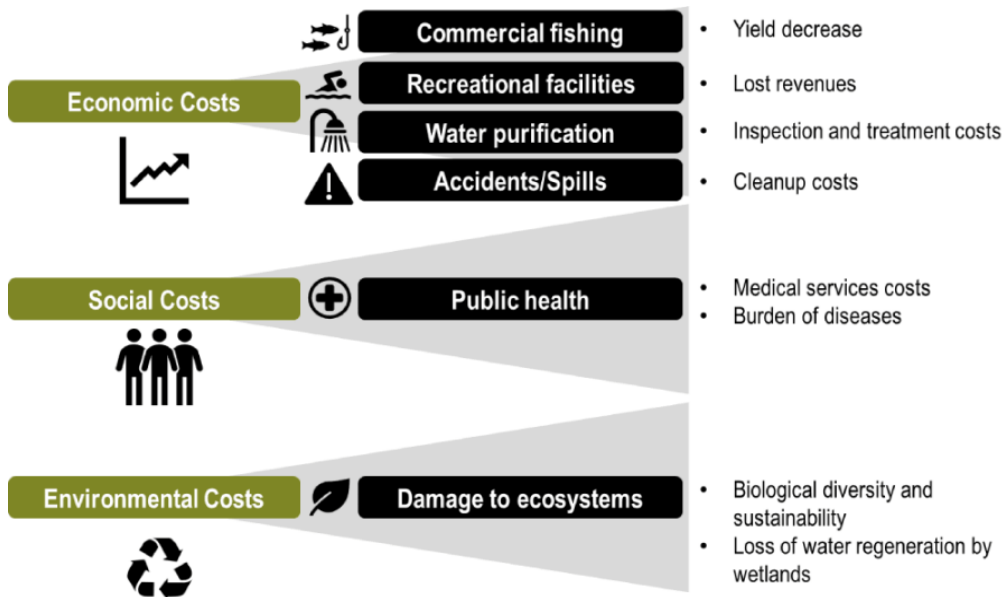 Economic Costs
Commercial fishing
• Yield decrease
Recreational facilities
• Lost revenues
Water purification
• Inspection and treatment costs
Accidents/Spills
• Cleanup costs
Social Costs
Public health
• Medical services costs
• Burden of diseases
Environmental Costs
Damage to ecosystems
• Biological diversity and
sustainability
• Loss of water regeneration by
wetlands